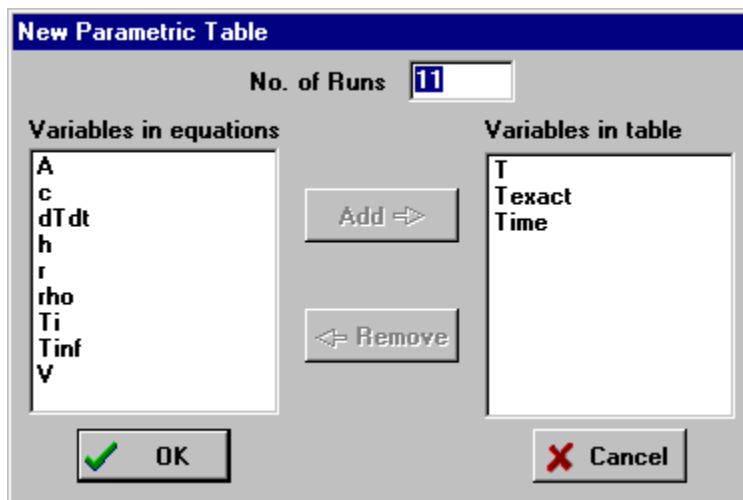 New Parametric Table
No. of Runs 11
Variables in equations
A
c
dTdt
h
r
rho
Ti
Tinf
V
Add
Remove
Variables in table
T
Texact
Time
OK
Cancel